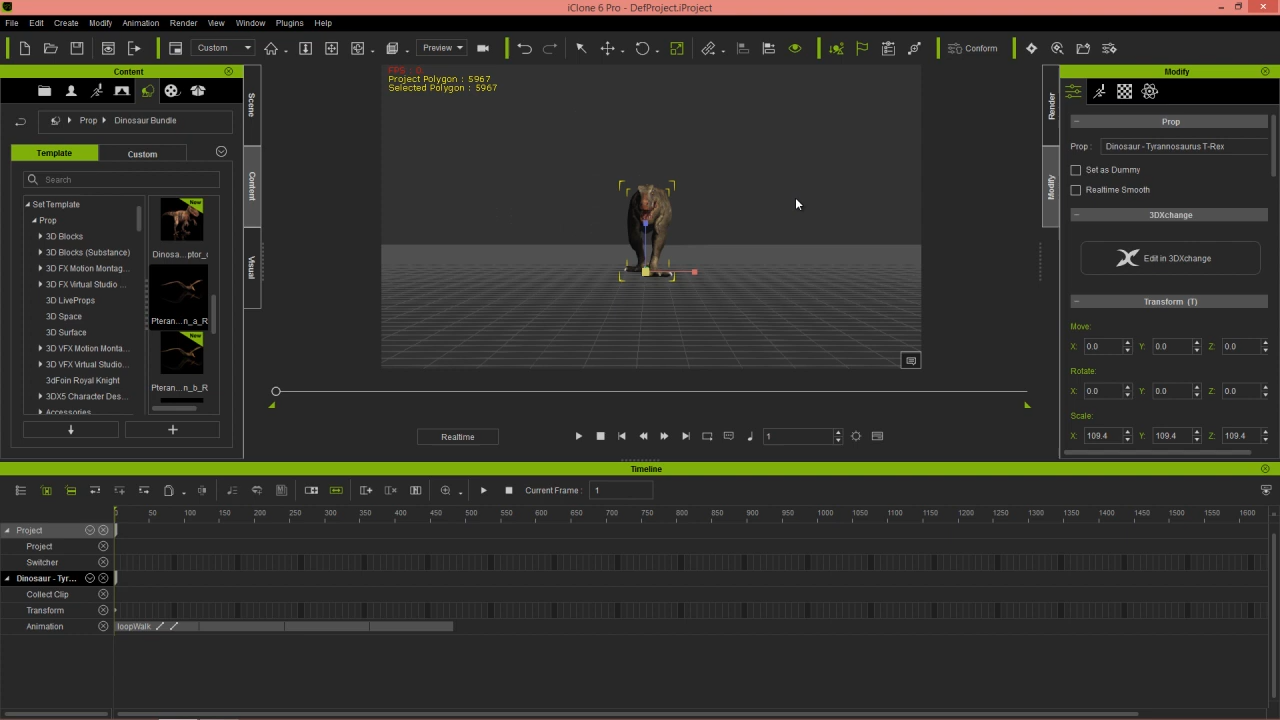 iClone 6 Pro - DefProject.iProject
File Edit Create Modify Animation Render View Window Plugins Help
Custom Preview Conform
Content
Prop Dinosaur Bundle
Template Custom
Search
Set Template
Prop
3D Blocks
3D Blocks (Substance)
3D FX Motion Montag...
3D FX Virtual Studio ...
3D LiveProps
3D Space
3D Surface
3D VFX Motion Monta...
3D VFX Virtual Studio...
3dFoin Royal Knight
3DX5 Character Des...
Accessories
New
Dinosa...ptor_
Pteran...n_a_R
New
Pteran...n_b_R
Scene
Content
Visual
FPS : 0
Project Polygon : 5967
Selected Polygon : 5967
Realtime
1
Render
Modify
Modify
Prop
Prop : Dinosaur - Tyrannosaurus T-Rex
Set as Dummy
Realtime Smooth
3DXchange
Edit in 3DXchange
Transform (T)
Move:
X: 0.0 Y: 0.0 Z: 0.0
Rotate:
X: 0.0 Y: 0.0 Z: 0.0
Scale:
X: 109.4 Y: 109.4 Z: 109.4
Timeline
Current Frame : 1
50 100 150 200 250 300 350 400 450 500 550 600 650 700 750 800 850 900 950 1000 1050 1100 1150 1200 1250 1300 1350 1400 1450 1500 1550 1600
Project
Project
Switcher
Dinosaur - Tyr...
Collect Clip
Transform
Animation loopWalk